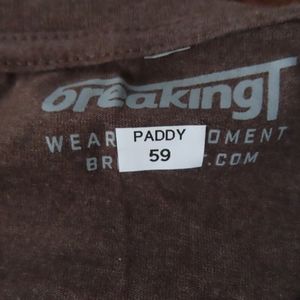 breakingT
WEAR OMENT
PADDY
59
BR T.COM